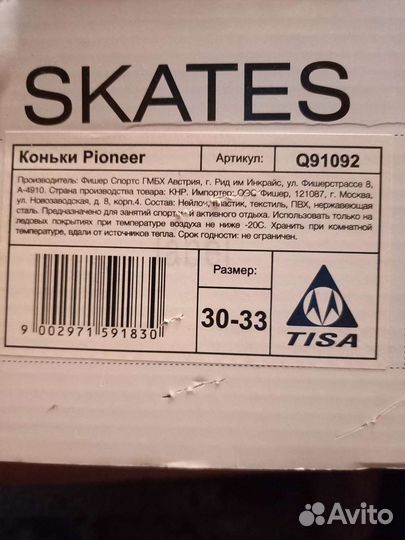 SKATES
Коньки Pioneer Артикул: Q91092
Производитель: Фишер Спортс ГМБХ Австрия, г. Рид им Инкрайс, ул. Фишерстрассе 8,
А-4910. Страна производства товара: КНР. Импортер: ООО Фишер, 121087, г. Москва,
ул. Новозаводская, д. 8, корп.4. Состав: Нейлон, пластик, текстиль, ПВХ, нержавеющая
сталь. Предназначено для занятий спортом и активного отдыха. Использовать только на
ледовых покрытиях при температуре воздуха не ниже -20С. Хранить при комнатной
температуре, вдали от источников тепла. Срок годности: не ограничен.
Размер:
30-33
TISA
9 002971 591830
Avito